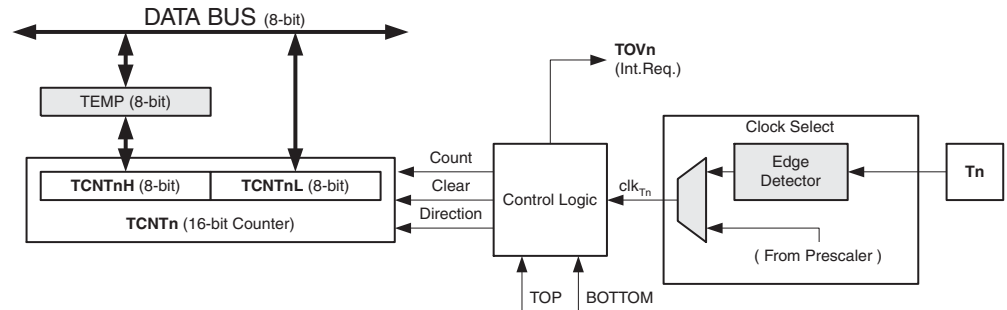 DATA BUS (8-bit)
TOVn
(Int.Req.)
TEMP (8-bit)
Clock Select
Count
Edge
Detector
Tn
TCNTnH (8-bit)
TCNTnL (8-bit)
Clear
Control Logic
clkTn
TCNTn (16-bit Counter)
Direction
( From Prescaler )
TOP
BOTTOM